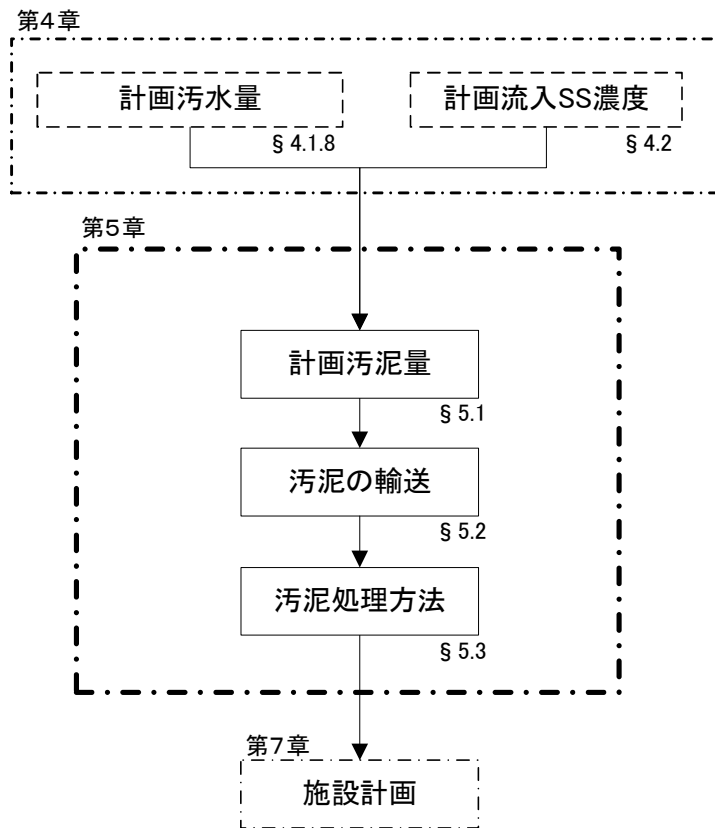 第4章
計画汚水量
計画流入SS濃度
§ 4.1.8
§ 4.2
第5章
計画汚泥量
§ 5.1
汚泥の輸送
§ 5.2
汚泥処理方法
§ 5.3
第7章
施設計画